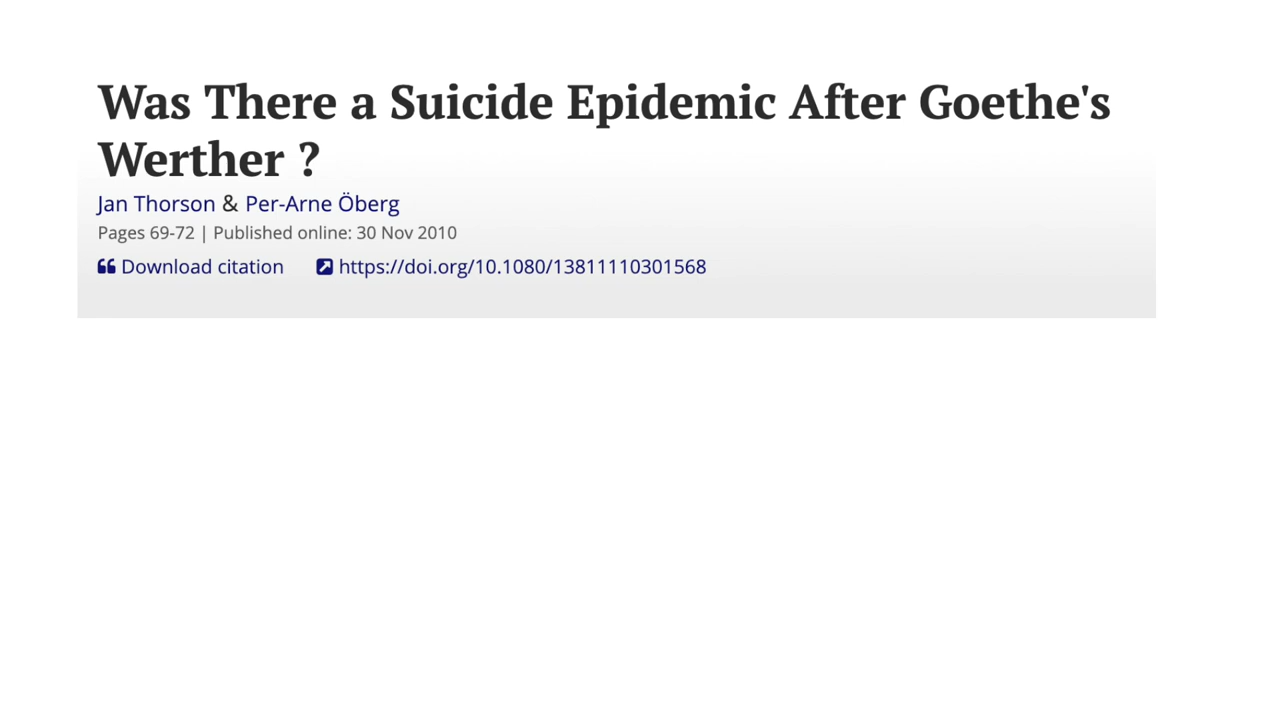 Was There a Suicide Epidemic After Goethe's
Werther ?
Jan Thorson & Per-Arne Öberg
Pages 69-72 | Published online: 30 Nov 2010
Download citation https://doi.org/10.1080/13811110301568